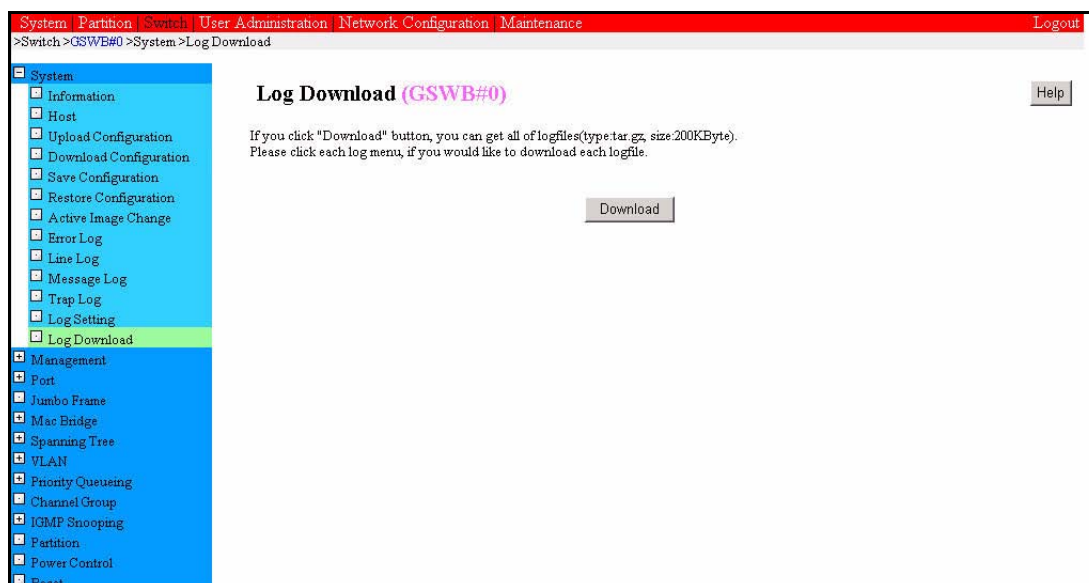 System | Partition | Switch | User Administration | Network Configuration | Maintenance Logout
>Switch >GSWB#0 >System >Log Download
System
Information
Host
Upload Configuration
Download Configuration
Save Configuration
Restore Configuration
Active Image Change
Error Log
Line Log
Message Log
Trap Log
Log Setting
Log Download
Management
Port
Jumbo Frame
Mac Bridge
Spanning Tree
VLAN
Priority Queueing
Channel Group
IGMP Snooping
Partition
Power Control
Log Download (GSWB#0)
Help
If you click "Download" button, you can get all of logfiles(type:tar.gz, size:200KByte).
Please click each log menu, if you would like to download each logfile.
Download